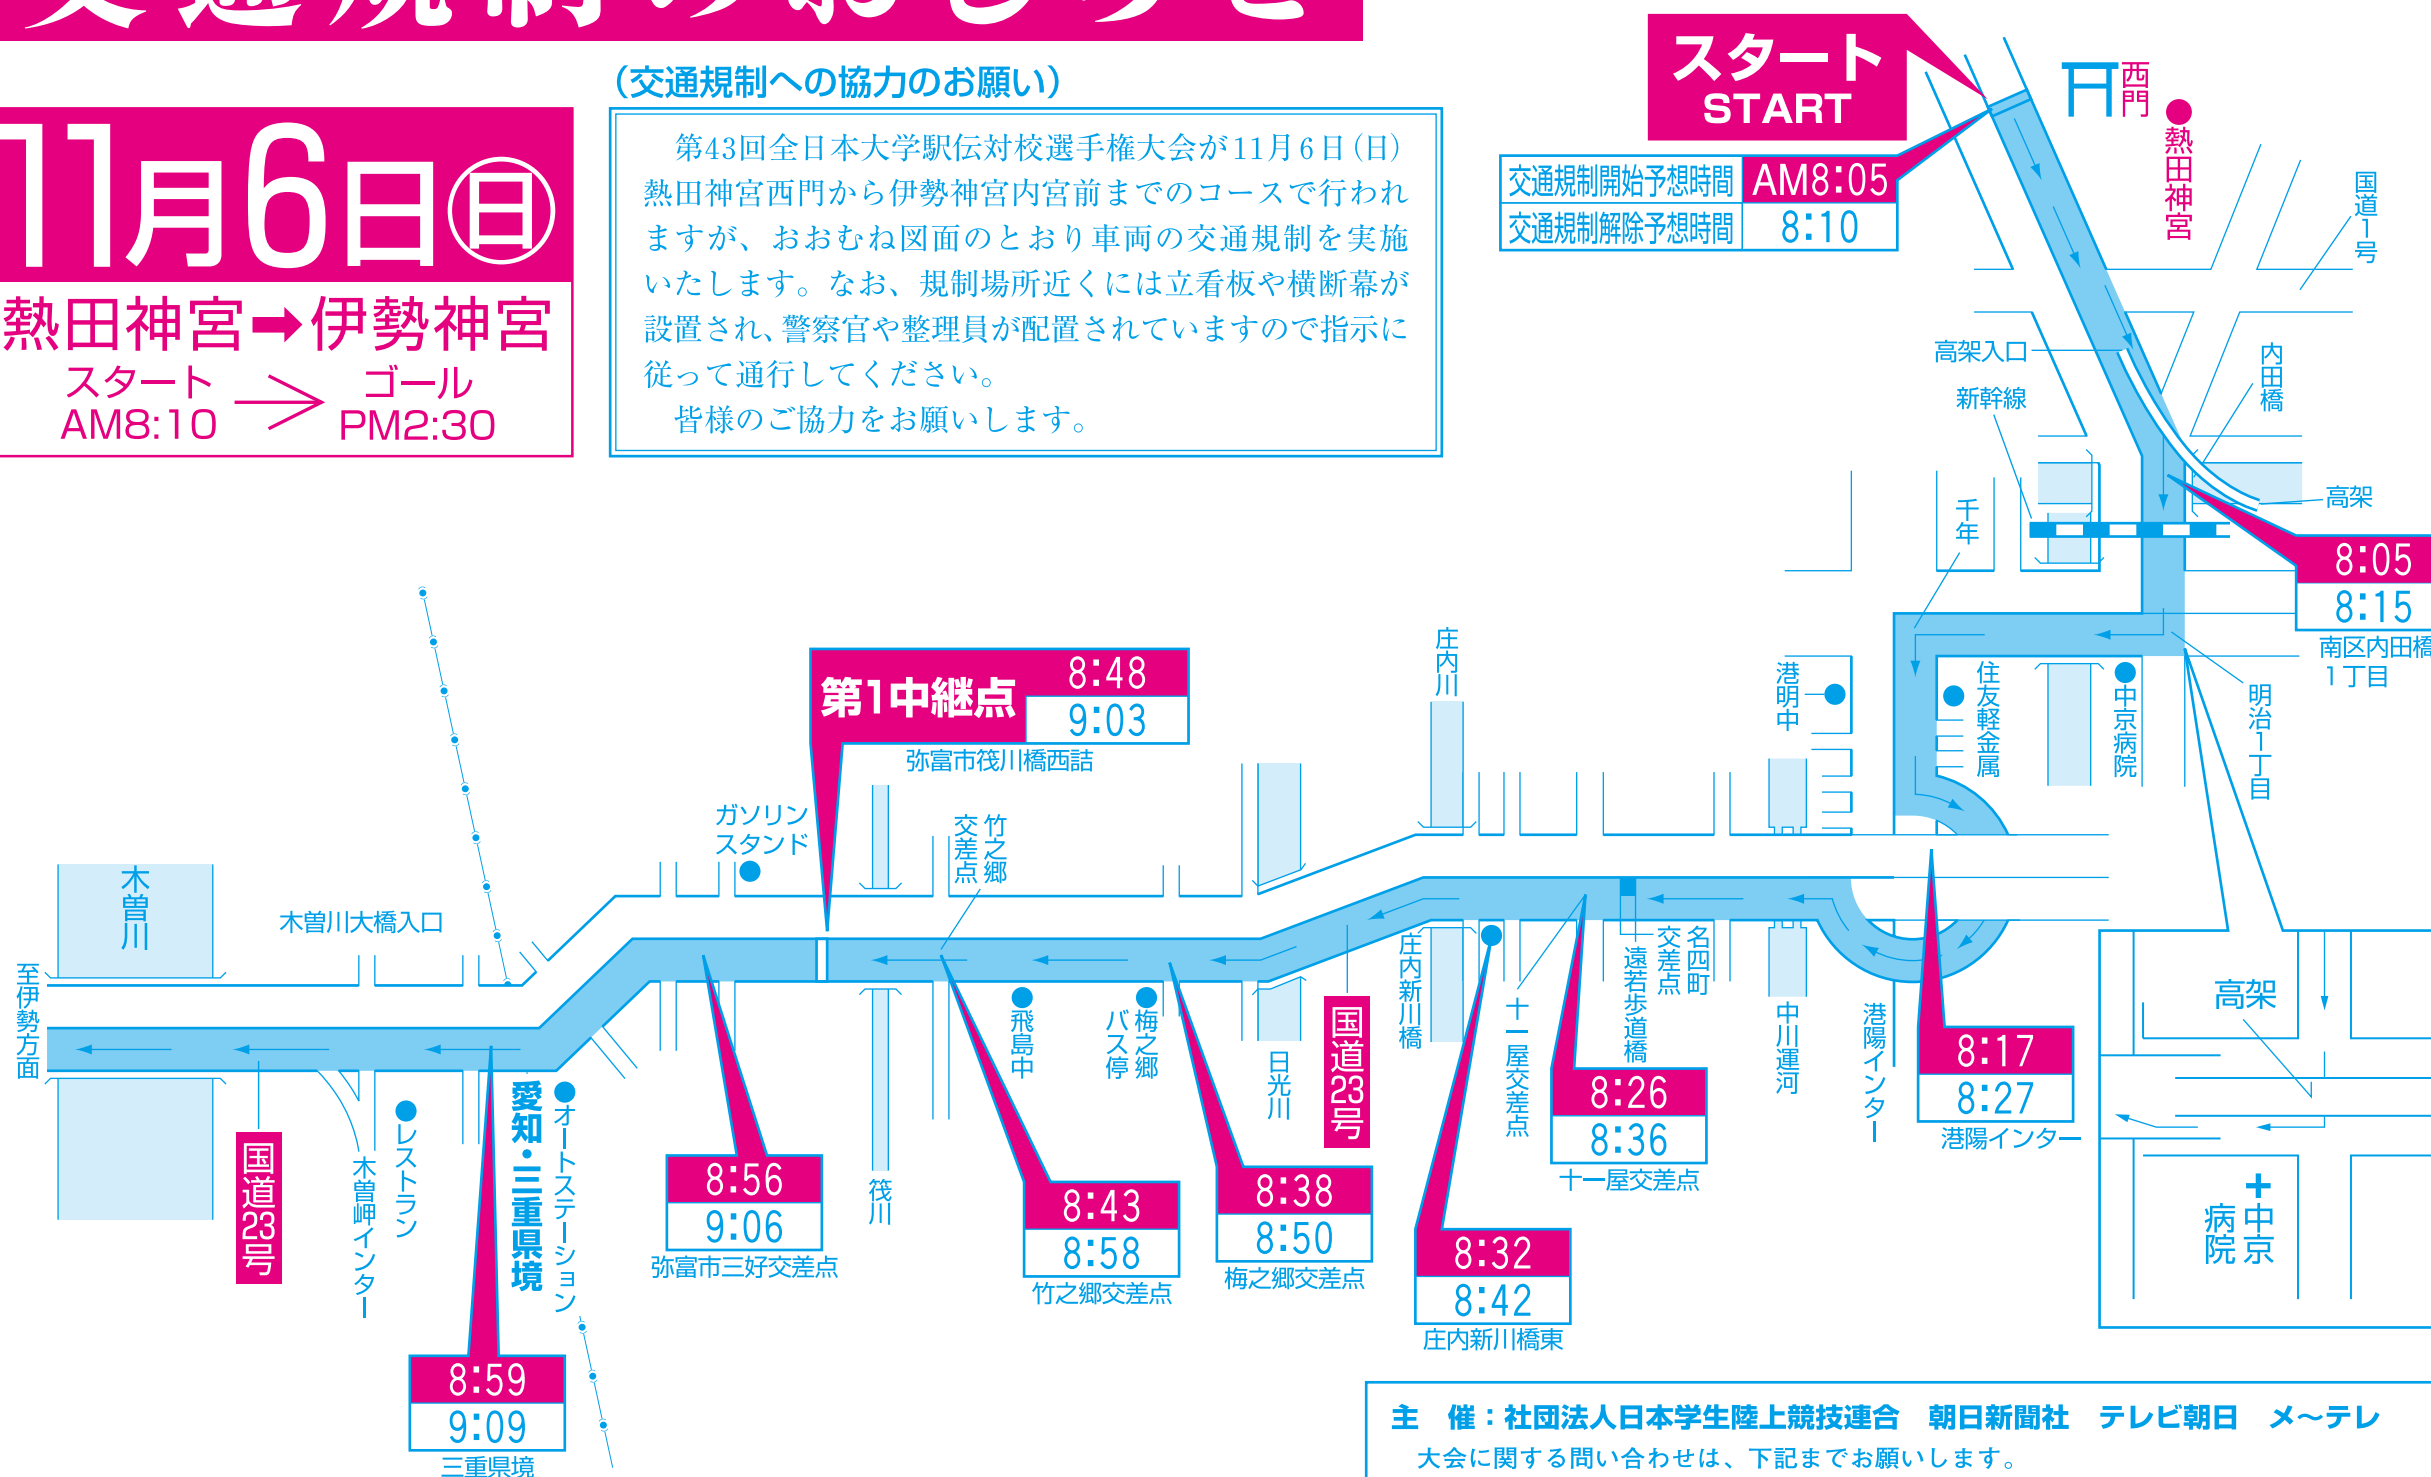 交通規制のおしらせ
11月6日㊐
熱田神宮➡伊勢神宮
スタート
AM8:10
ゴール
PM2:30
(交通規制への協力のお願い)
第43回全日本大学駅伝対校選手権大会が11月6日(日)
熱田神宮西門から伊勢神宮内宮前までのコースで行われ
ますが、おおむね図面のとおり車両の交通規制を実施
いたします。なお、規制場所近くには立看板や横断幕が
設置され、警察官や整理員が配置されていますので指示に
従って通行してください。
皆様のご協力をお願いします。
スタート
START
交通規制開始予想時間 AM8:05
交通規制解除予想時間 8:10
西門
熱田神宮
国道1号
高架入口
新幹線
内田橋
高架
千年
8:05
8:15
南区内田橋
1丁目
明治1丁目
中京病院
住友軽金属
港明中
庄内川
第1中継点
8:48
9:03
弥富市筏川橋西詰
ガソリン
スタンド
竹之郷
交差点
木曽川
木曽川大橋入口
至伊勢方面
国道23号
木曽岬インター
レストラン
愛知・三重県境
オートステーション
8:59
9:09
三重県境
8:56
9:06
弥富市三好交差点
筏川
8:43
8:58
竹之郷交差点
飛島中
梅之郷
バス停
8:38
8:50
梅之郷交差点
日光川
国道23号
庄内新川橋
8:32
8:42
庄内新川橋東
十一屋交差点
8:26
8:36
十一屋交差点
遠若歩道橋
名四町
交差点
中川運河
港陽インター
8:17
8:27
港陽インター
高架
中京
病院
主 催：社団法人日本学生陸上競技連合 朝日新聞社 テレビ朝日 メ～テレ
大会に関する問い合わせは、下記までお願いします。